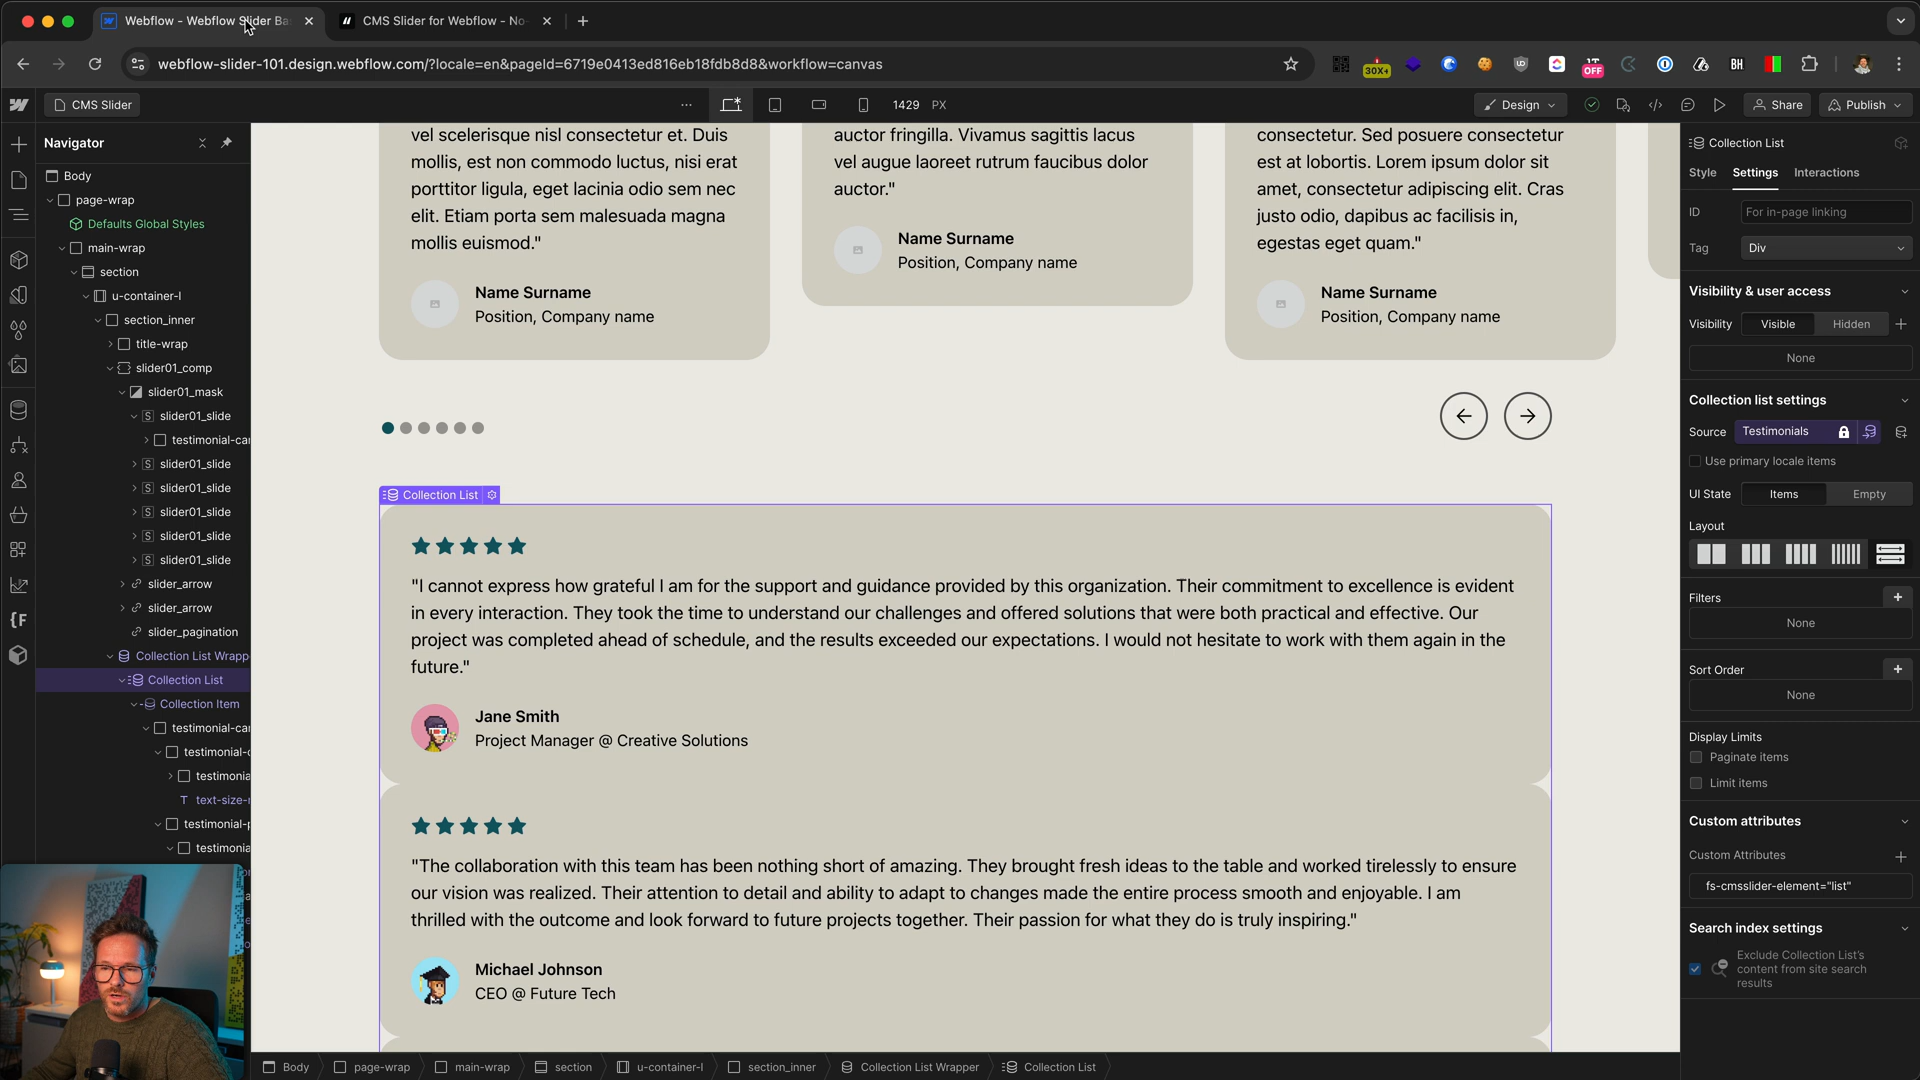 Webflow - Webflow Slider Ba
CMS Slider for Webflow - No-
webflow-slider-101.design.webflow.com/?locale=en&pageId=6719e0413ed816eb18fdb8d8&workflow=canvas
30X+
OFF
BH
CMS Slider
1429 PX
Design
Share
Publish
Navigator
Body
page-wrap
Defaults Global Styles
main-wrap
section
u-container-l
section_inner
title-wrap
slider01_comp
slider01_mask
slider01_slide
testimonial-car
slider01_slide
slider01_slide
slider01_slide
slider01_slide
slider01_slide
slider_arrow
slider_arrow
slider_pagination
Collection List Wrapp
Collection List
Collection Item
testimonial-car
testimonial-c
testimonia
text-size-r
testimonial-p
testimonia
vel scelerisque nisl consectetur et. Duis
mollis, est non commodo luctus, nisi erat
porttitor ligula, eget lacinia odio sem nec
elit. Etiam porta sem malesuada magna
mollis euismod."
Name Surname
Position, Company name
auctor fringilla. Vivamus sagittis lacus
vel augue laoreet rutrum faucibus dolor
auctor."
Name Surname
Position, Company name
consectetur. Sed posuere consectetur
est at lobortis. Lorem ipsum dolor sit
amet, consectetur adipiscing elit. Cras
justo odio, dapibus ac facilisis in,
egestas eget quam."
Name Surname
Position, Company name
Collection List
"I cannot express how grateful I am for the support and guidance provided by this organization. Their commitment to excellence is evident
in every interaction. They took the time to understand our challenges and offered solutions that were both practical and effective. Our
project was completed ahead of schedule, and the results exceeded our expectations. I would not hesitate to work with them again in the
future."
Jane Smith
Project Manager @ Creative Solutions
"The collaboration with this team has been nothing short of amazing. They brought fresh ideas to the table and worked tirelessly to ensure
our vision was realized. Their attention to detail and ability to adapt to changes made the entire process smooth and enjoyable. I am
thrilled with the outcome and look forward to future projects together. Their passion for what they do is truly inspiring."
Michael Johnson
CEO @ Future Tech
Collection List
Style Settings Interactions
ID For in-page linking
Tag Div
Visibility & user access
Visibility Visible Hidden
None
Collection list settings
Source Testimonials
Use primary locale items
UI State Items Empty
Layout
Filters
None
Sort Order
None
Display Limits
Paginate items
Limit items
Custom attributes
Custom Attributes
fs-cmsslider-element="list"
Search index settings
Exclude Collection List's
content from site search
results
Body page-wrap main-wrap section u-container-l section_inner Collection List Wrapper Collection List